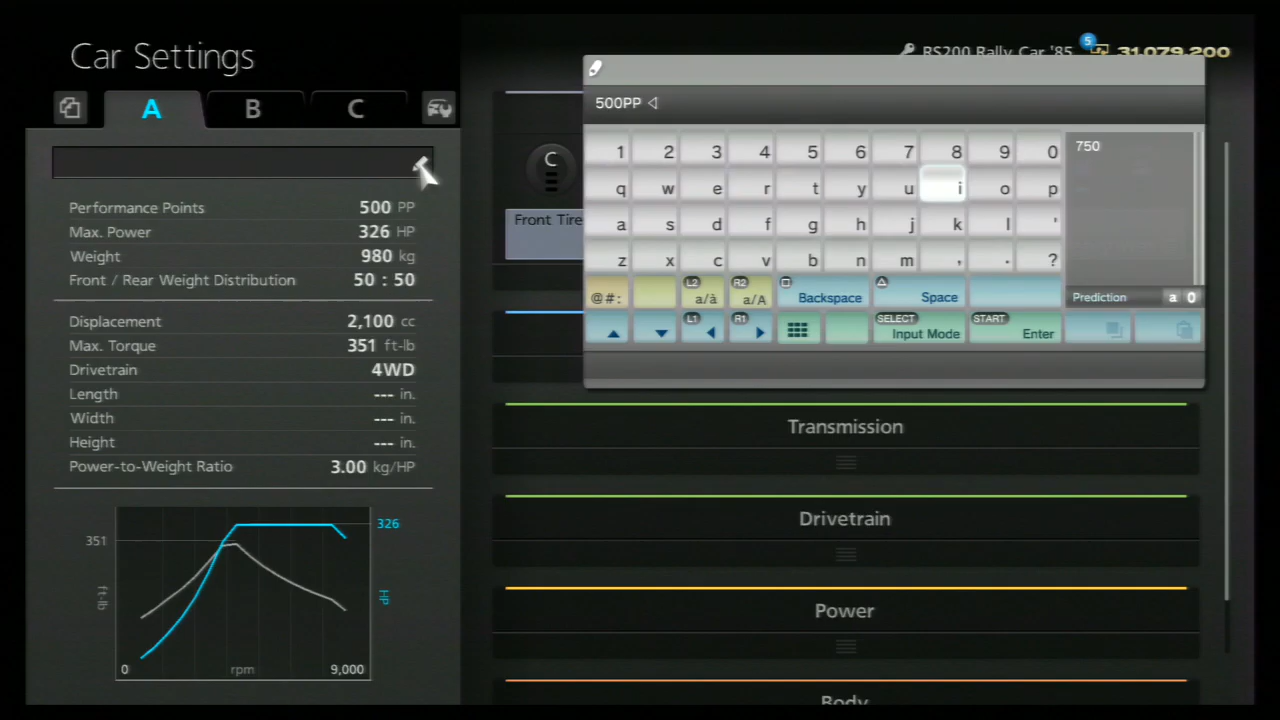 Car Settings
RS200 Rally Car '85
5
31,079,200
A
B
C
500PP
Performance Points 500 PP
Max. Power 326 HP
Weight 980 kg
Front / Rear Weight Distribution 50 : 50
Displacement 2,100 cc
Max. Torque 351 ft-lb
Drivetrain 4WD
Length --- in.
Width --- in.
Height --- in.
Power-to-Weight Ratio 3.00 kg/HP
326
351
ft-lb
HP
0 rpm 9,000
C
Front Tire
1 2 3 4 5 6 7 8 9 0
q w e r t y u i o p
a s d f g h j k l '
z x c v b n m , . ?
750
@#: L2 a/à R2 a/A Backspace Space
Prediction a 0
L1 R1 SELECT Input Mode START Enter
Transmission
Drivetrain
Power
Body